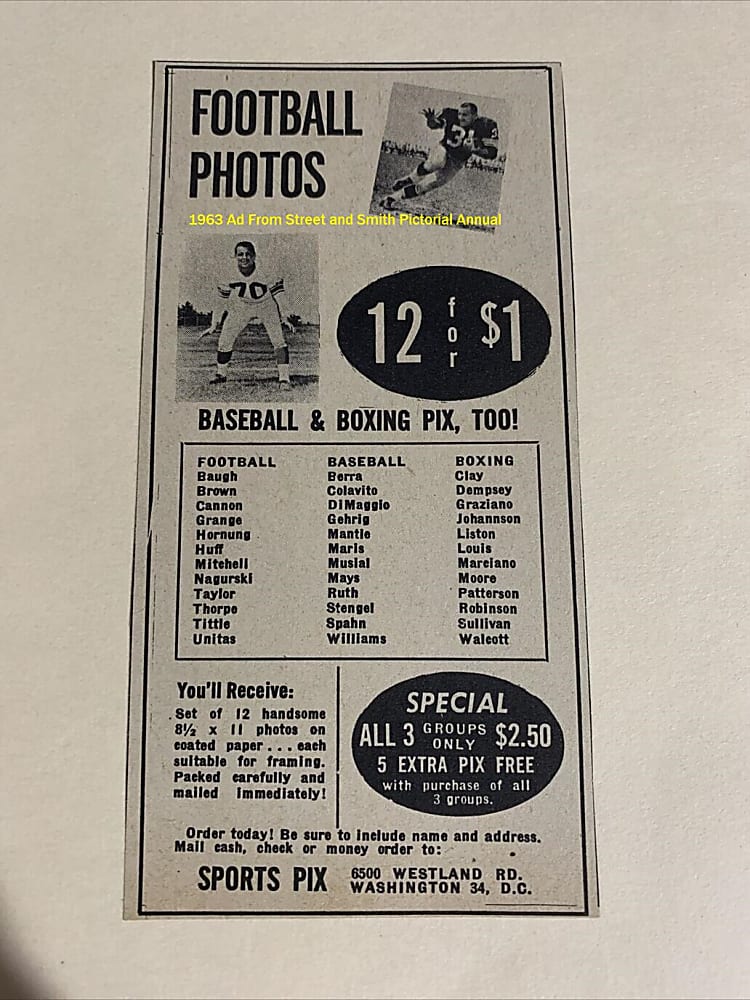 FOOTBALL
PHOTOS
34
1963 Ad From Street and Smith Pictorial Annual
70
12 for $1
BASEBALL & BOXING PIX, TOO!
FOOTBALL
Baugh
Brown
Cannon
Grange
Hornung
Huff
Mitchell
Nagurski
Taylor
Thorpe
Tittle
Unitas
BASEBALL
Berra
Colavito
DiMaggio
Gehrig
Mantle
Maris
Musial
Mays
Ruth
Stengel
Spahn
Williams
BOXING
Clay
Dempsey
Graziano
Johannson
Liston
Louis
Marciano
Moore
Patterson
Robinson
Sullivan
Walcott
You'll Receive:
Set of 12 handsome
8½ x 11 photos on
coated paper... each
suitable for framing.
Packed carefully and
mailed immediately!
SPECIAL
ALL 3 GROUPS ONLY $2.50
5 EXTRA PIX FREE
with purchase of all
3 groups.
Order today! Be sure to include name and address.
Mail cash, check or money order to:
SPORTS PIX
6500 WESTLAND RD.
WASHINGTON 34, D.C.